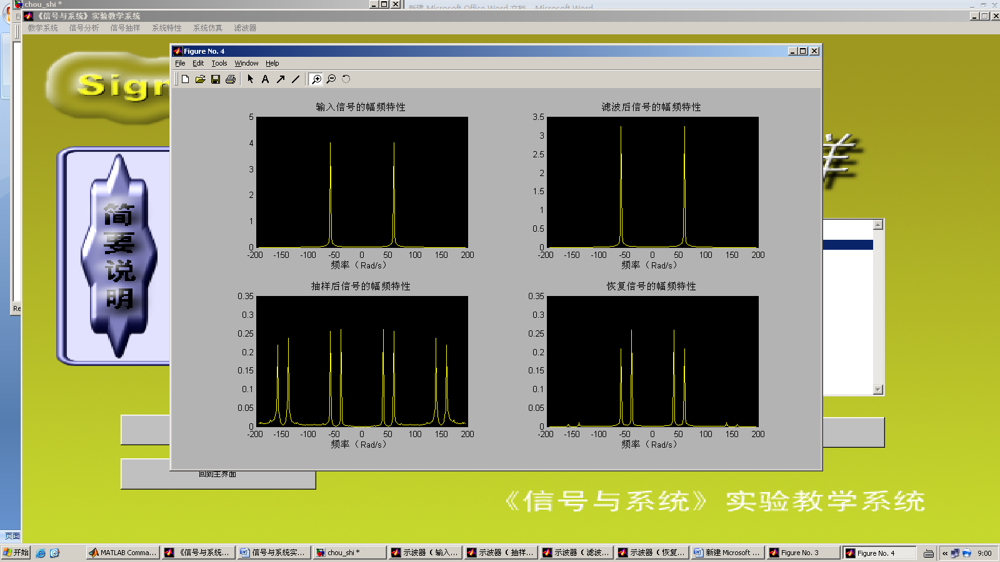 chou_shi *
新建 Microsoft Office Word 文档 - Microsoft Word
《信号与系统》实验教学系统
教学系统 信号分析 信号抽样 系统特性 系统仿真 滤波器
Figure No. 4
File Edit Tools Window Help
Sign
简要说明
输入信号的幅频特性
5
4
3
2
1
0
-200 -150 -100 -50 0 50 100 150 200
频率（Rad/s）
滤波后信号的幅频特性
3.5
3
2.5
2
1.5
1
0.5
0
-200 -150 -100 -50 0 50 100 150 200
频率（Rad/s）
抽样后信号的幅频特性
0.35
0.3
0.25
0.2
0.15
0.1
0.05
0
-200 -150 -100 -50 0 50 100 150 200
频率（Rad/s）
恢复信号的幅频特性
0.35
0.3
0.25
0.2
0.15
0.1
0.05
0
-200 -150 -100 -50 0 50 100 150 200
频率（Rad/s）
Re
回到主界面
《信号与系统》实验教学系统
页面
开始 MATLAB Comma... 《信号与系统... 信号与系统实... chou_shi * 示波器（输入... 示波器（抽样... 示波器（滤波... 示波器（恢复... 新建 Microsoft ... Figure No. 3 Figure No. 4 « 9:00